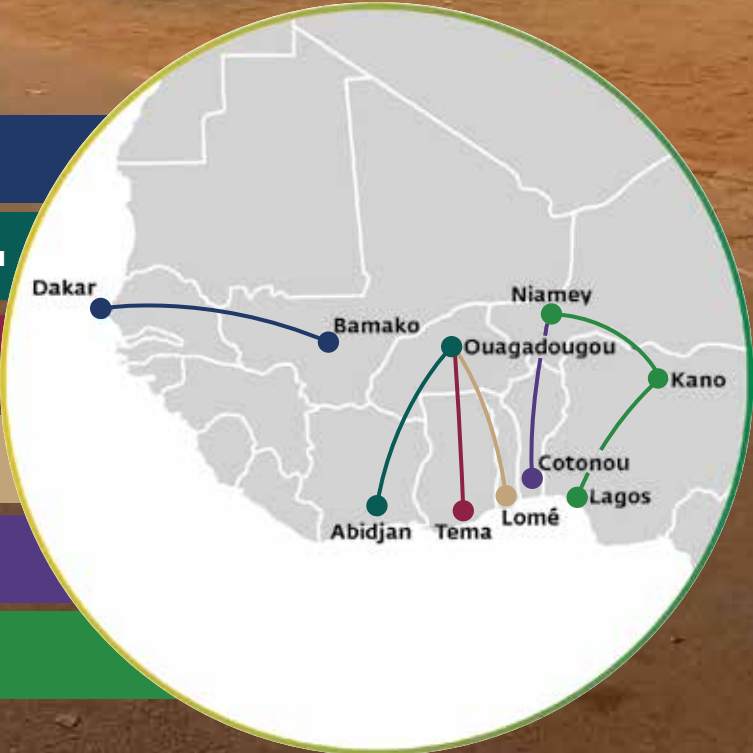 Dakar
Niamey
Bamako
Ouagadougou
Kano
Cotonou
Lagos
Lomé
Abidjan
Tema